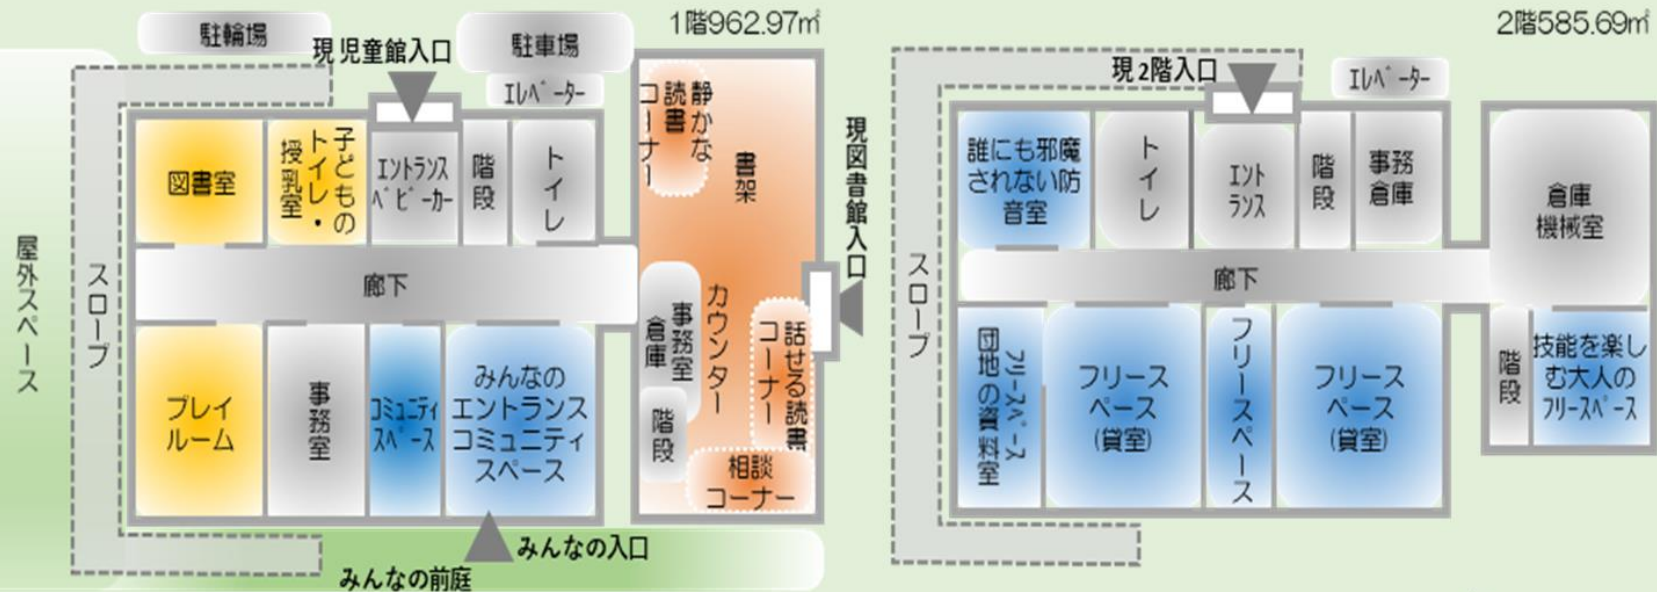 1階962.97㎡
駐輪場
現 児童館入口
駐車場
ｴﾚﾍﾞｰﾀｰ
図書室
子どもの
トイレ・
授乳室
ｴﾝﾄﾗﾝｽ
ﾍﾞﾋﾞｰｶｰ
階段
トイレ
静かな
読書
コーナー
書架
現図書館入口
屋外スペース
スロープ
廊下
事務室
倉庫
カウンター
話せる読書
コーナー
プレイ
ルーム
事務室
ｺﾐｭﾆﾃｨ
ｽﾍﾟｰｽ
みんなの
エントランス
コミュニティ
スペース
階段
相談
コーナー
みんなの入口
みんなの前庭
2階585.69㎡
現2階入口
ｴﾚﾍﾞｰﾀｰ
誰にも邪魔
されない防
音室
トイレ
ｴﾝﾄ
ﾗﾝｽ
階段
事務
倉庫
倉庫
機械室
スロープ
廊下
ﾌﾘｰｽﾍﾟｰｽ
団地の資料室
フリース
ペース
(貸室)
フリースペース
フリース
ペース
(貸室)
階段
技能を楽し
む大人の
ﾌﾘｰｽﾍﾟｰｽ